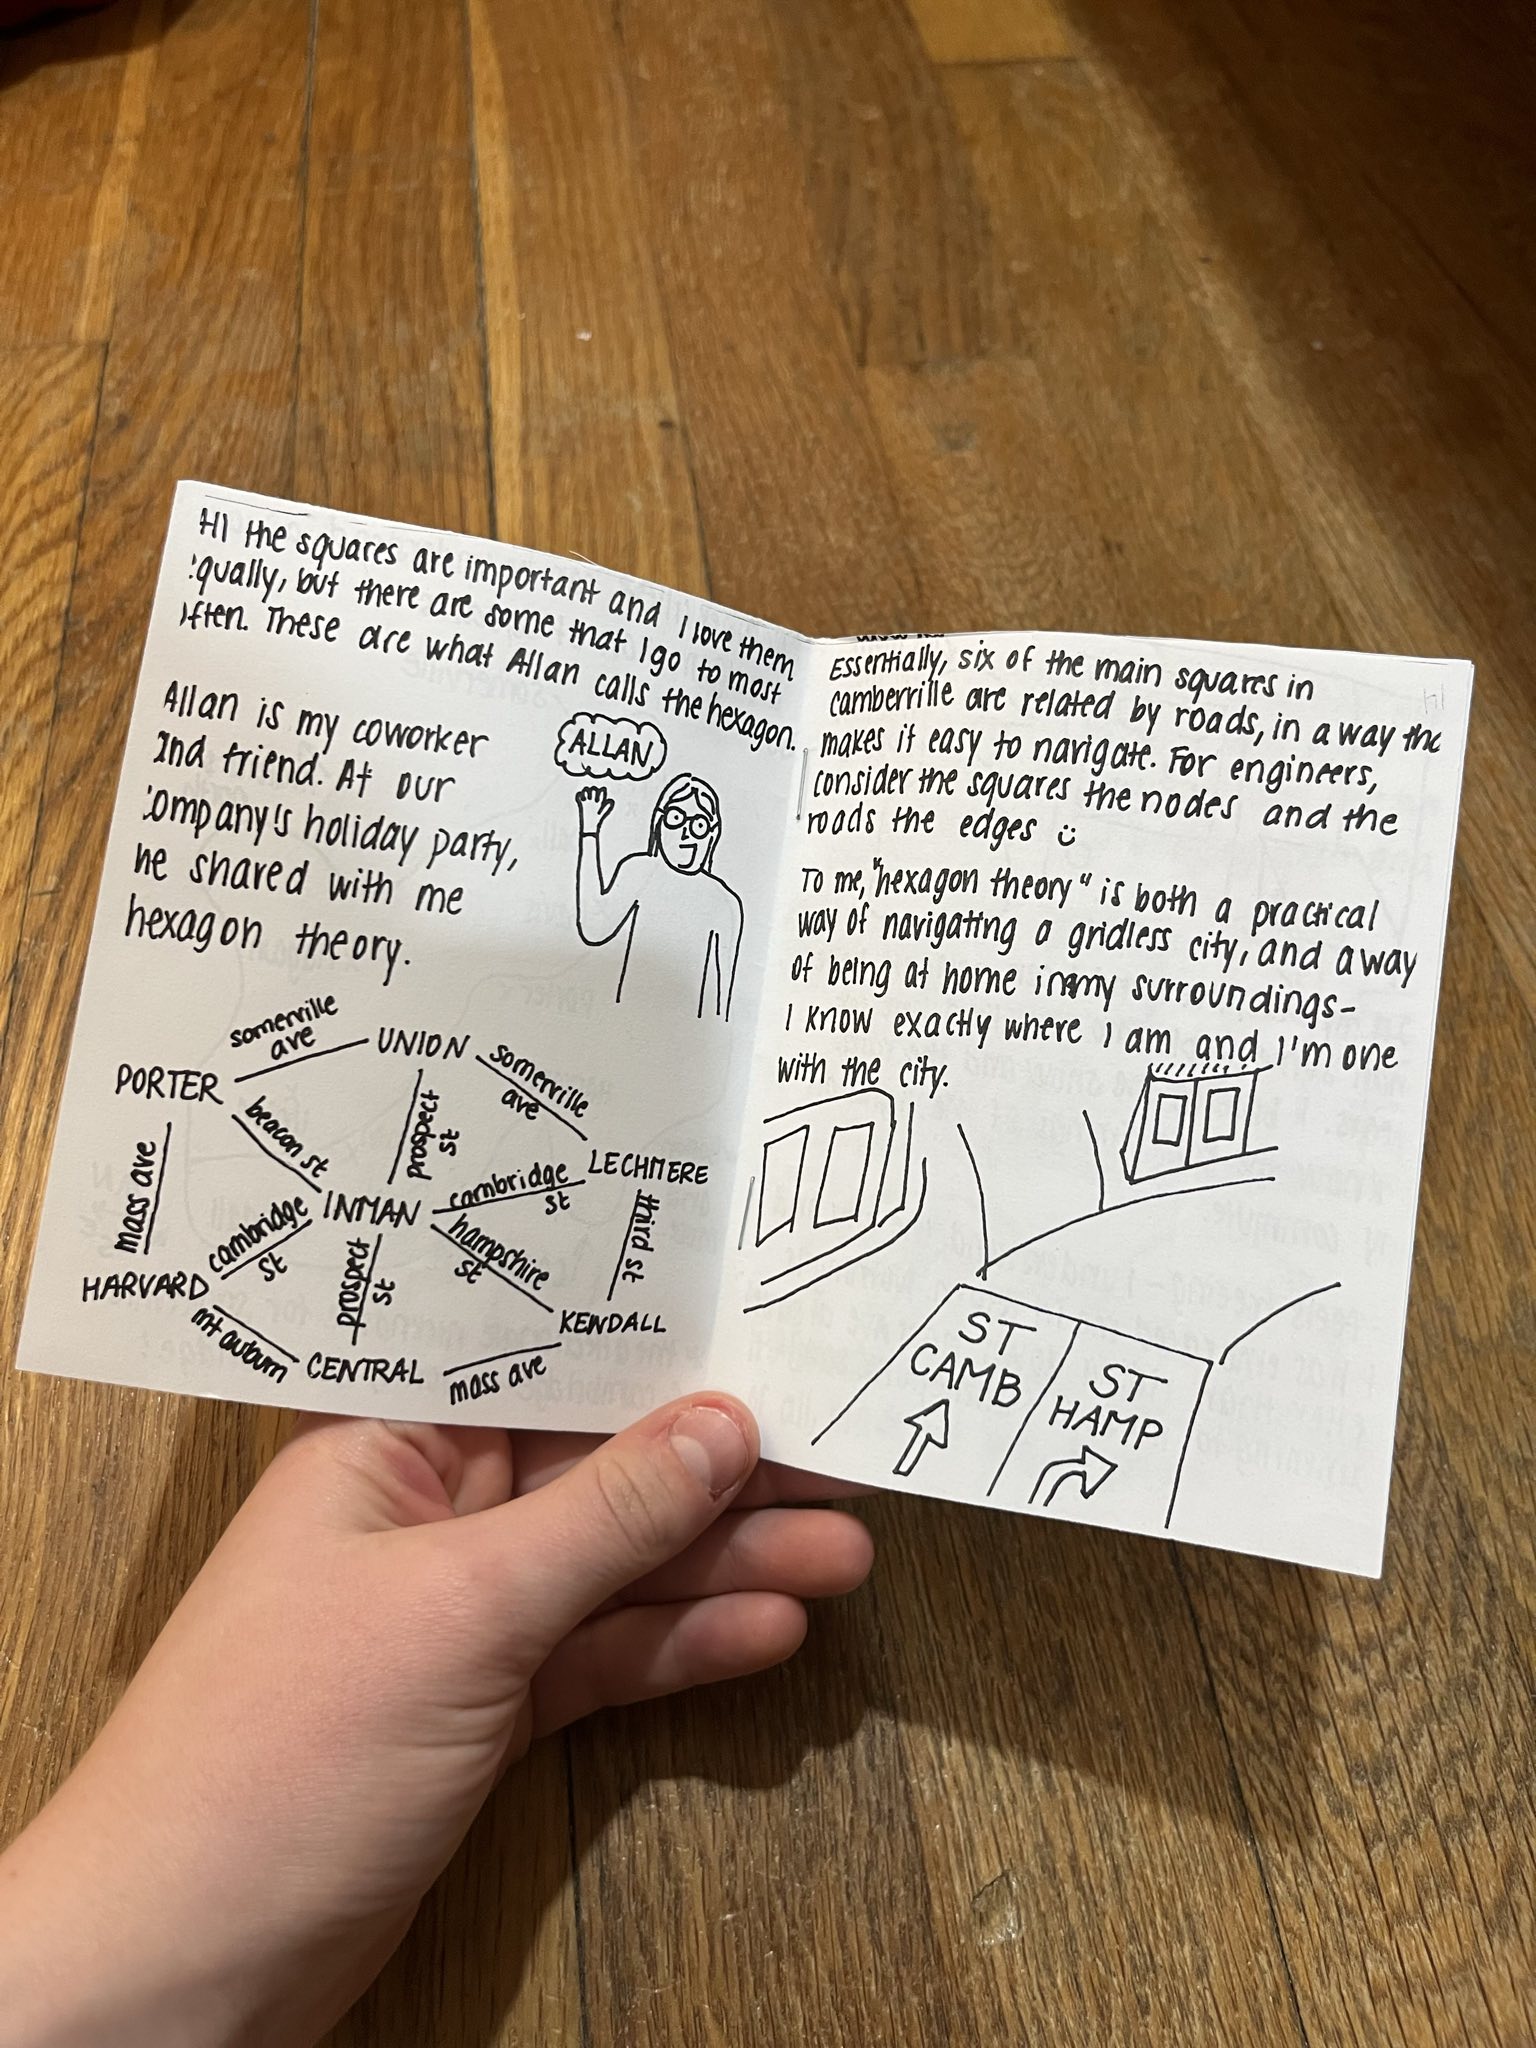 Hi the squares are important and I love them
qually, but there are some that I go to most
ften. These are what Allan calls the hexagon.
Allan is my coworker
and friend. At our
company's holiday party,
he shared with me
hexagon theory.
ALLAN
somerville
ave
UNION
somerville
ave
PORTER
beacon st
prospect
st
LECHMERE
mass ave
INMAN
cambridge
st
third st
cambridge
st
hampshire
st
HARVARD
prospect
st
KENDALL
mt auburn
CENTRAL
mass ave
Essentially, six of the main squares in
camberville are related by roads, in a way the
makes it easy to navigate. For engineers,
consider the squares the nodes and the
roads the edges :)
To me, "hexagon theory" is both a practical
way of navigating a gridless city, and a way
of being at home in my surroundings-
I know exactly where I am and I'm one
with the city.
ST
CAMB
ST
HAMP